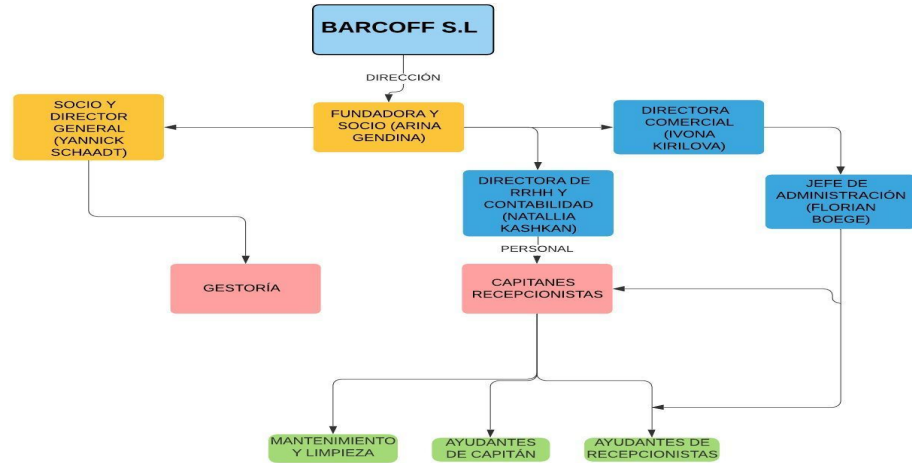 BARCOFF S.L
DIRECCIÓN
SOCIO Y
DIRECTOR
GENERAL
(YANNICK
SCHAADT)
FUNDADORA Y
SOCIO (ARINA
GENDINA)
DIRECTORA
COMERCIAL
(IVONA
KIRILOVA)
DIRECTORA DE
RRHH Y
CONTABILIDAD
(NATALLIA
KASHKAN)
JEFE DE
ADMINISTRACIÓN
(FLORIAN
BOEGE)
PERSONAL
GESTORÍA
CAPITANES
RECEPCIONISTAS
MANTENIMIENTO
Y LIMPIEZA
AYUDANTES
DE CAPITÁN
AYUDANTES DE
RECEPCIONISTAS